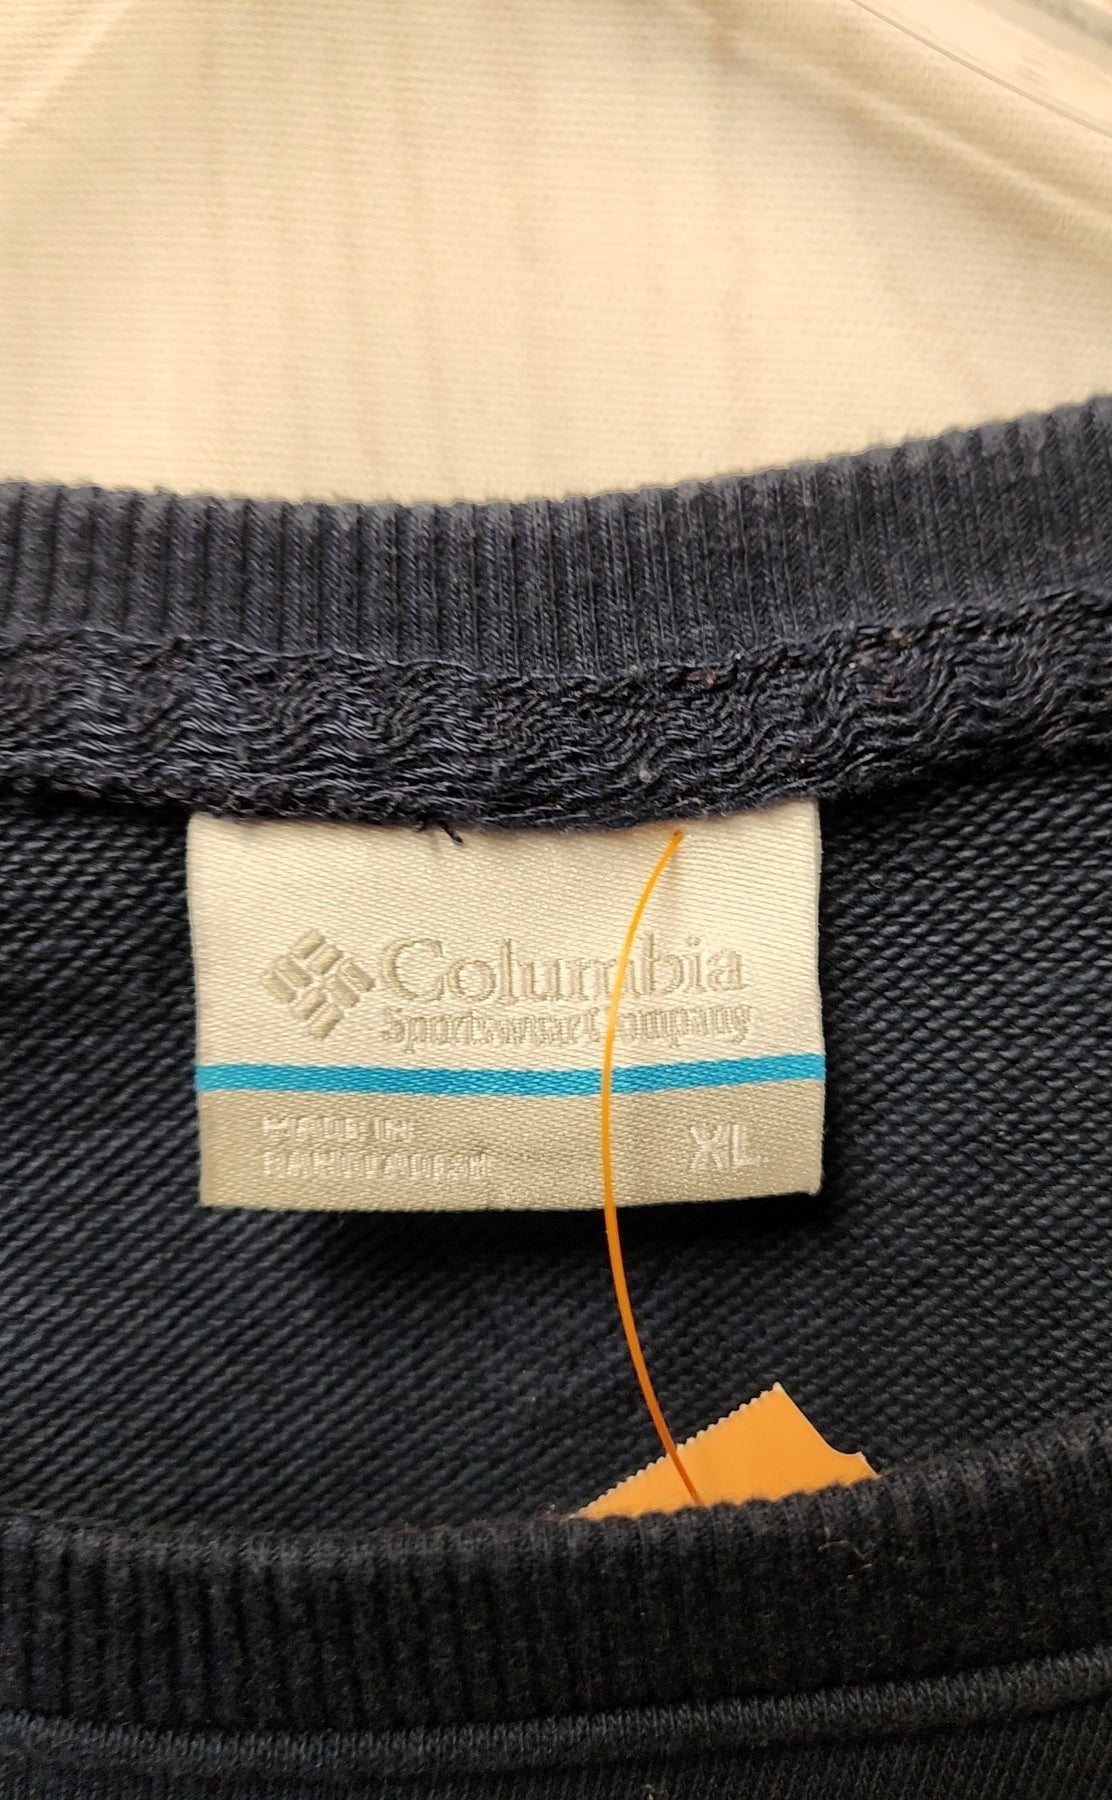 Columbia
Sportswear Company
MADE IN
BANGLADESH
XL